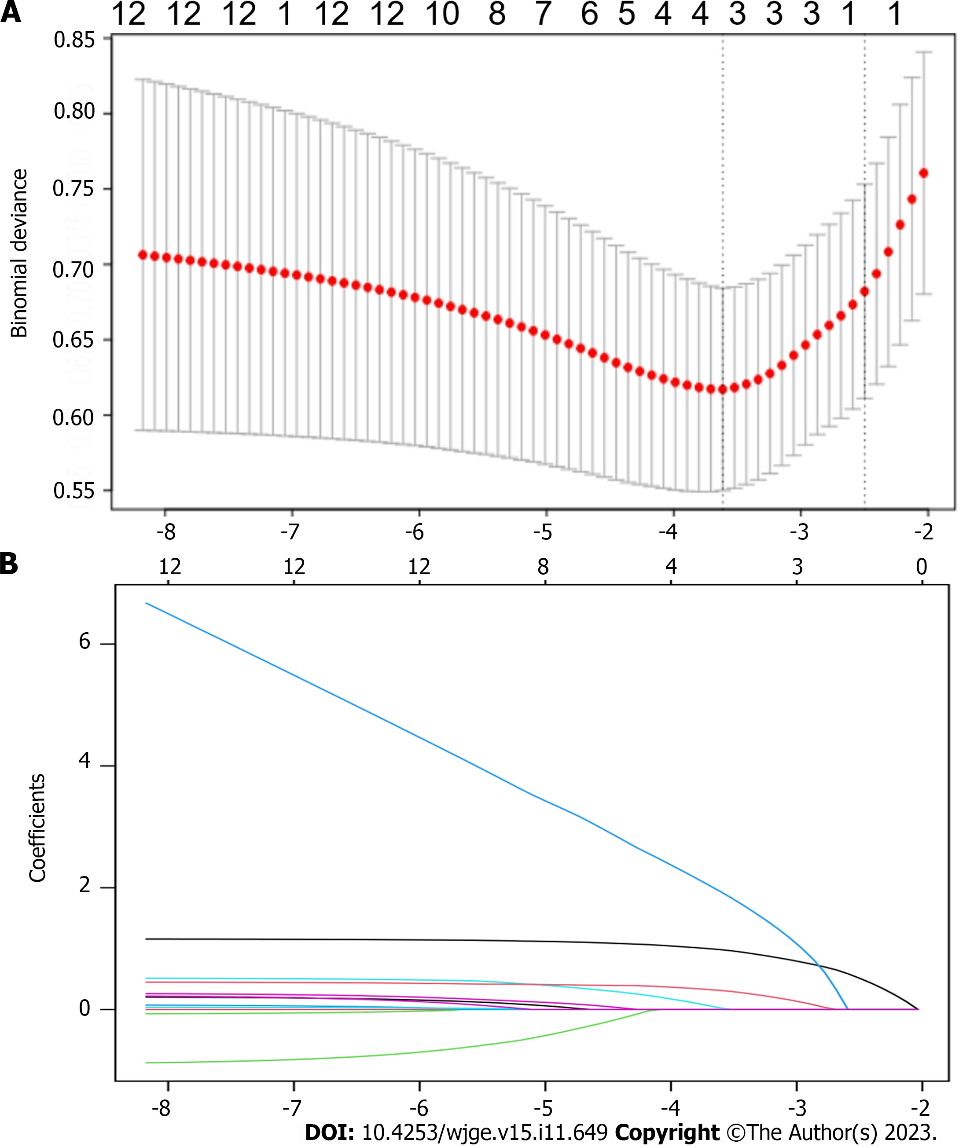 A
12 12 12 1 12 12 10 8 7 6 5 4 4 3 3 3 1 1
0.85
0.80
0.75
0.70
0.65
0.60
0.55
Binomial deviance
-8 -7 -6 -5 -4 -3 -2
B
12 12 12 8 4 3 0
6
4
2
0
Coefficients
-8 -7 -6 -5 -4 -3 -2
DOI: 10.4253/wjge.v15.i11.649 Copyright ©The Author(s) 2023.